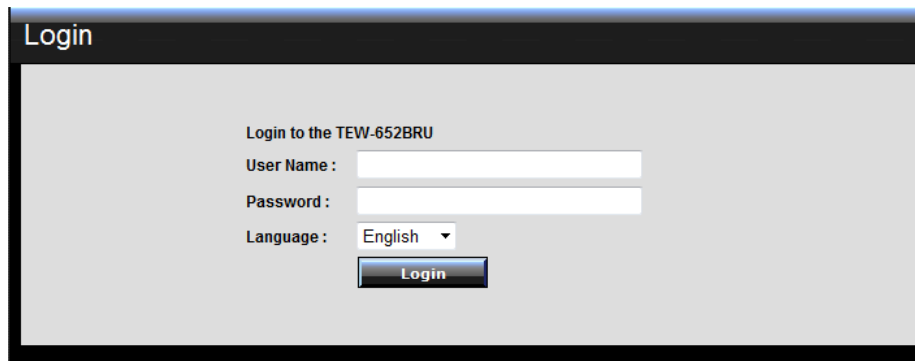 Login
Login to the TEW-652BRU
User Name :
Password :
Language : English
Login